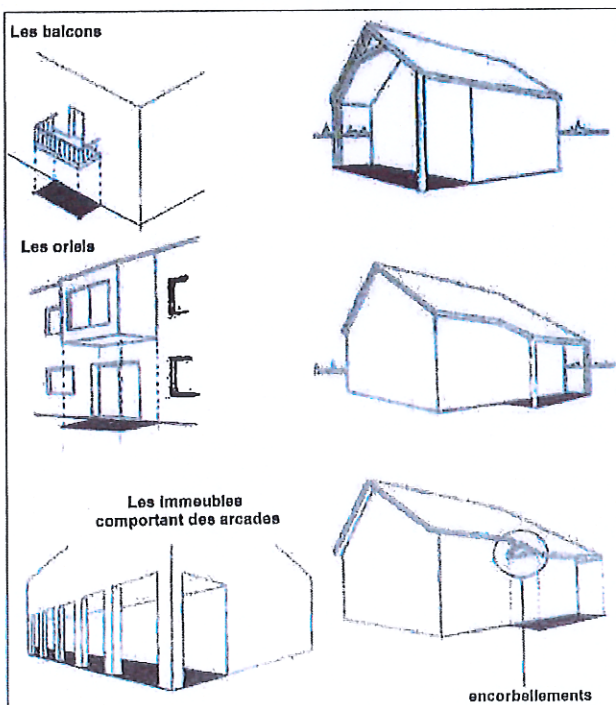 Les balcons
Les oriels
Les immeubles
comportant des arcades
encorbellements